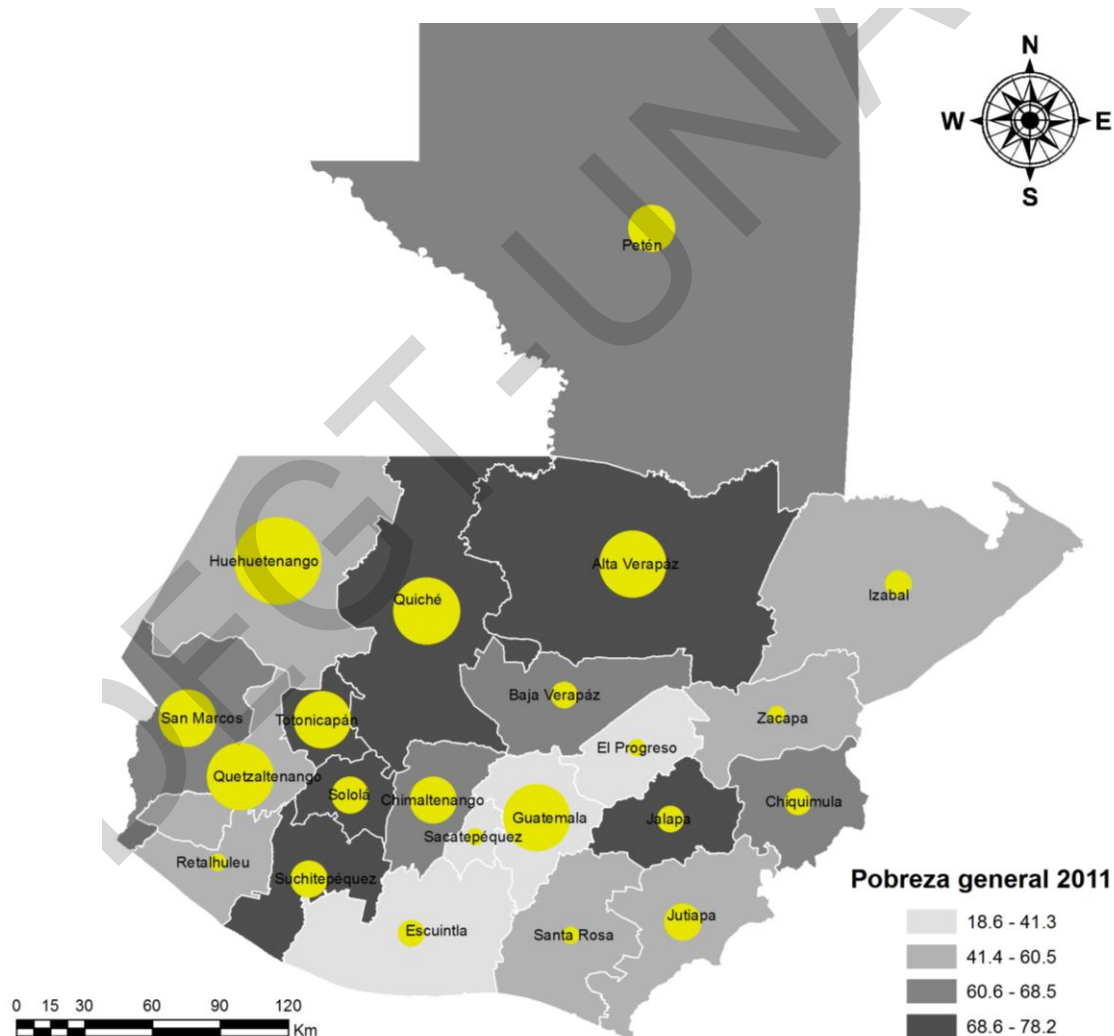 N
W E
S
Petén
Huehuetenango
Quiché
Alta Verapáz
Izabal
Baja Verapáz
San Marcos
Totonicapán
Zacapa
El Progreso
Quetzaltenango
Sololá
Chimaltenango
Guatemala
Chiquimula
Jalapa
Sacatepéquez
Retalhuleu
Suchitepéquez
Escuintla
Santa Rosa
Jutiapa
Pobreza general 2011
18.6 - 41.3
41.4 - 60.5
60.6 - 68.5
68.6 - 78.2
0 15 30 60 90 120
Km
DEGT-UNA